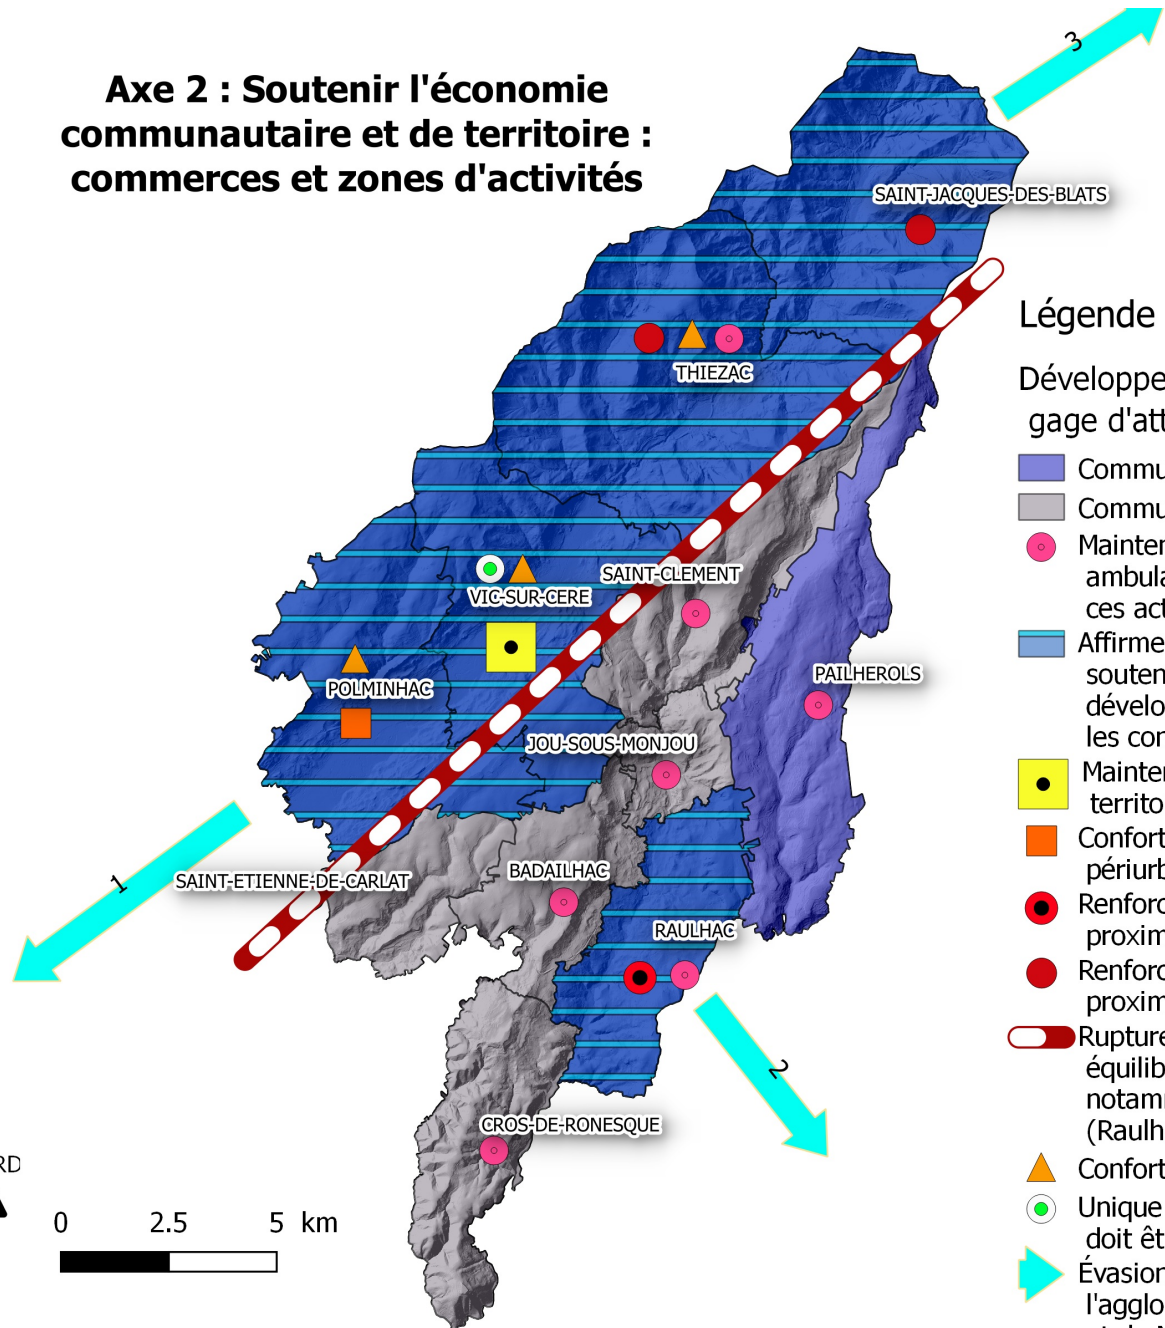 Axe 2 : Soutenir l'économie
communautaire et de territoire :
commerces et zones d'activités
3
SAINT-JACQUES-DES-BLATS
THIEZAC
VIC-SUR-CERE
SAINT-CLEMENT
POLMINHAC
PAILHEROLS
JOU-SOUS-MONJOU
1
SAINT-ETIENNE-DE-CARLAT
BADAILHAC
RAULHAC
2
CROS-DE-RONESQUE
RD
0 2.5 5 km
Légende
Développe
gage d'att
Commu
Commu
Mainter
ambula
ces act
Affirme
souten
dévelo
les con
Mainter
territo
Confort
périurb
Renforc
proxim
Renforc
proxim
Rupture
équilib
notamr
(Raulh
Confort
Unique
doit êt
Évasion
l'agglo